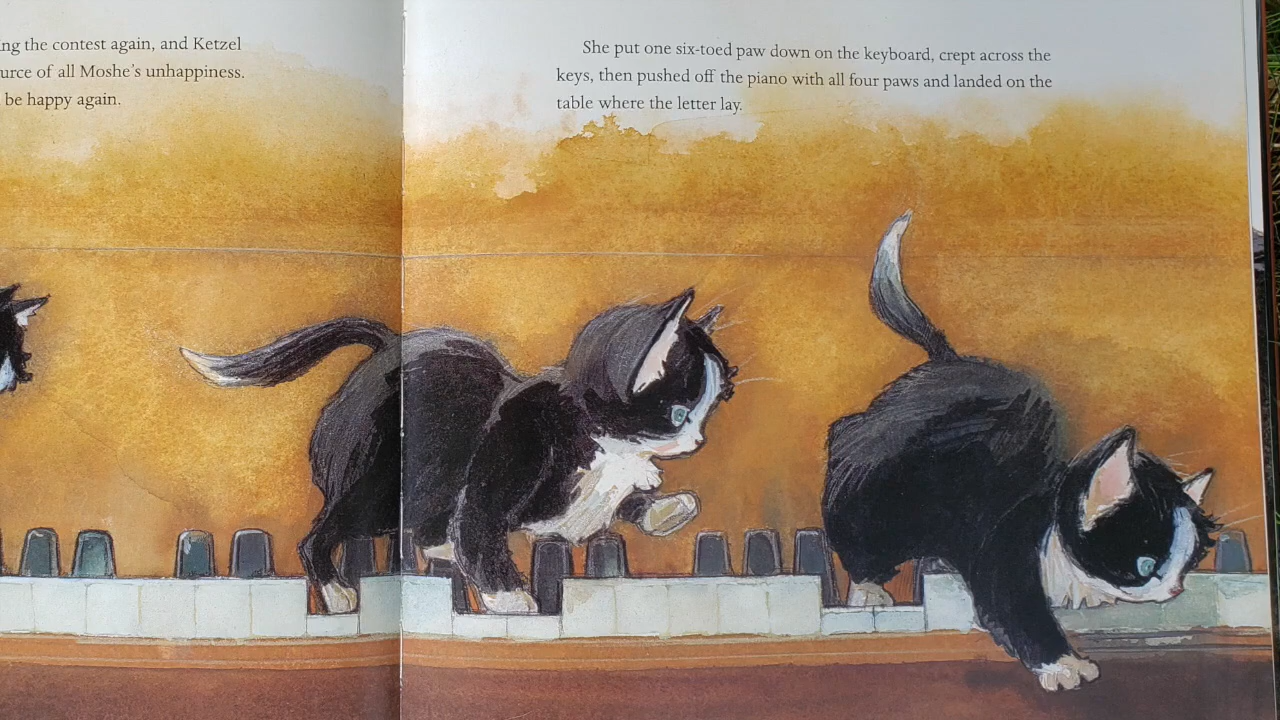 ing the contest again, and Ketzel
urce of all Moshe's unhappiness.
be happy again.
She put one six-toed paw down on the keyboard, crept across the
keys, then pushed off the piano with all four paws and landed on the
table where the letter lay.